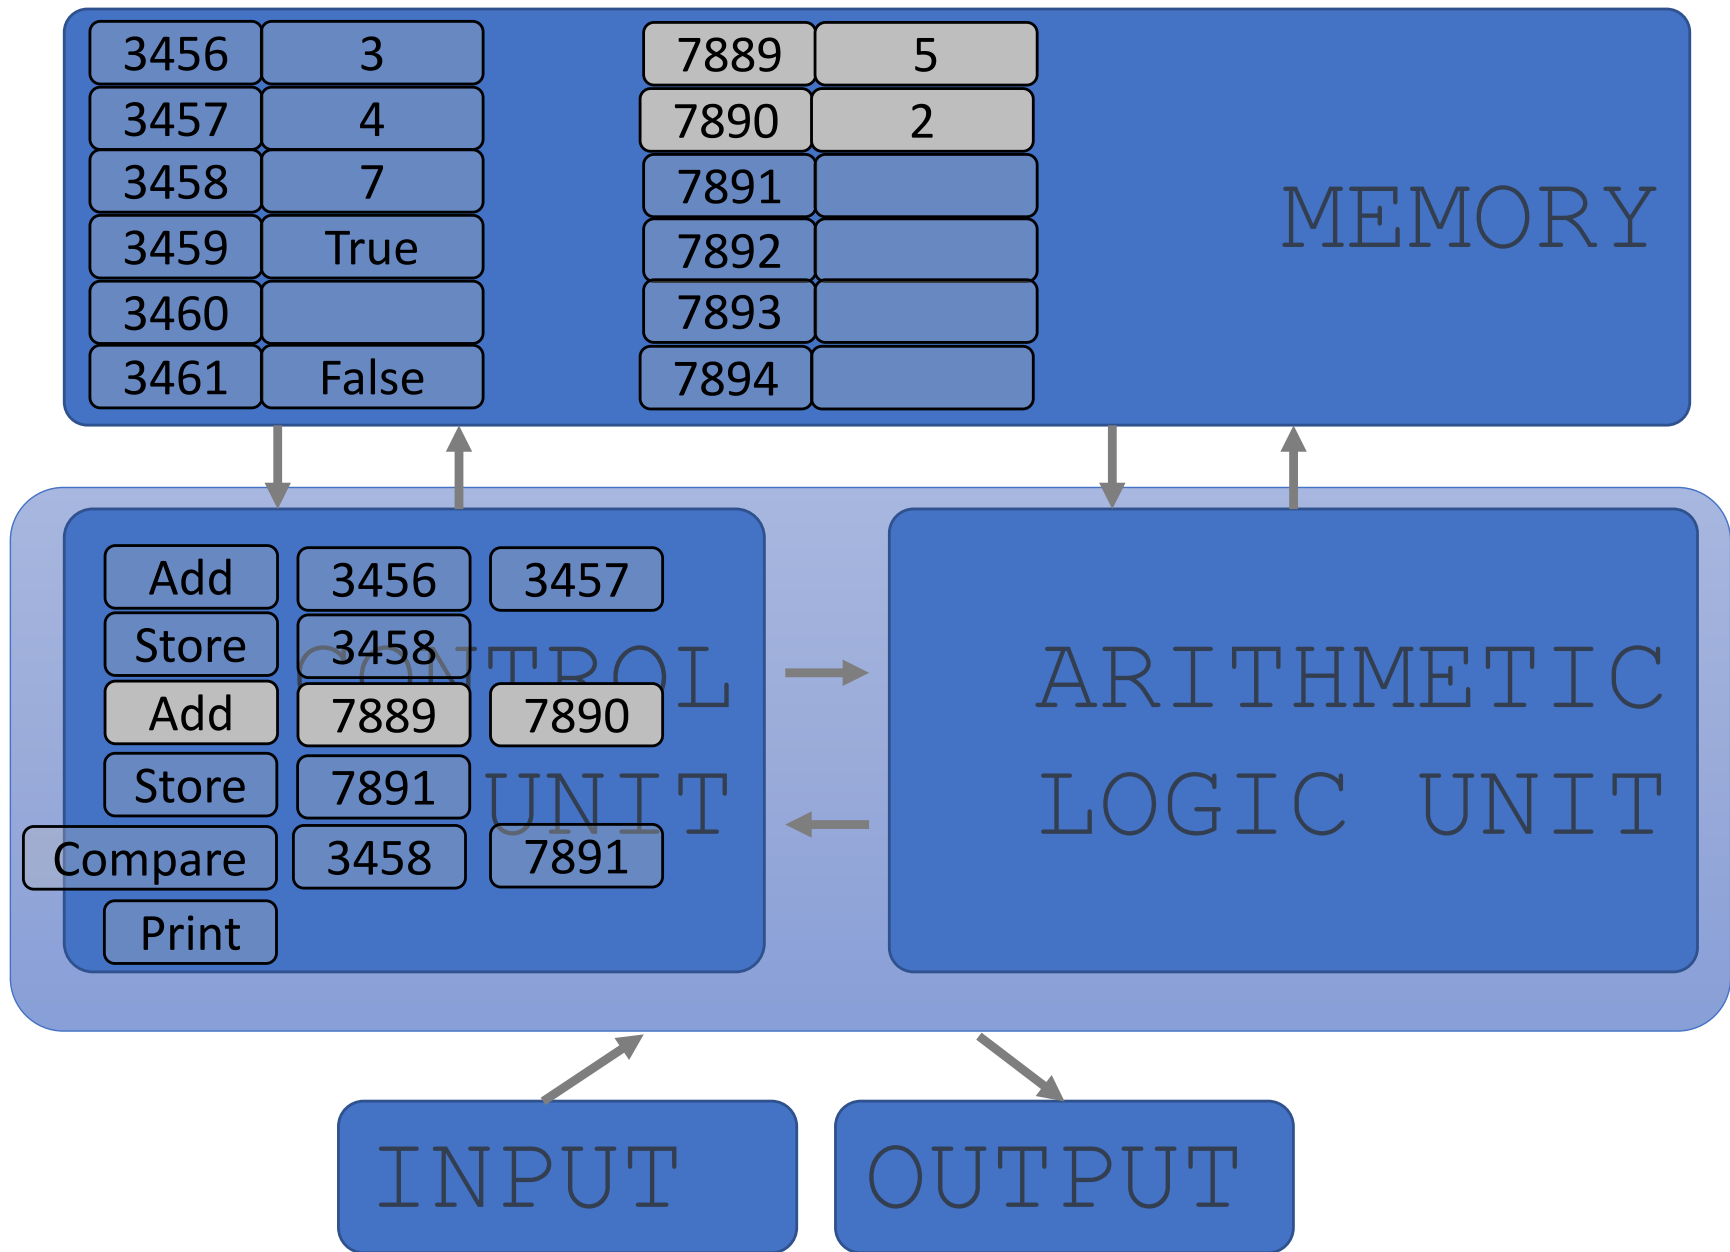 3456 3 7889 5
3457 4 7890 2
3458 7 7891
3459 True 7892
3460 7893
3461 False 7894
MEMORY
Add 3456 3457
Store 3458
Add 7889 7890
Store 7891
Compare 3458 7891
Print
CONTROL
UNIT
ARITHMETIC
LOGIC UNIT
INPUT
OUTPUT